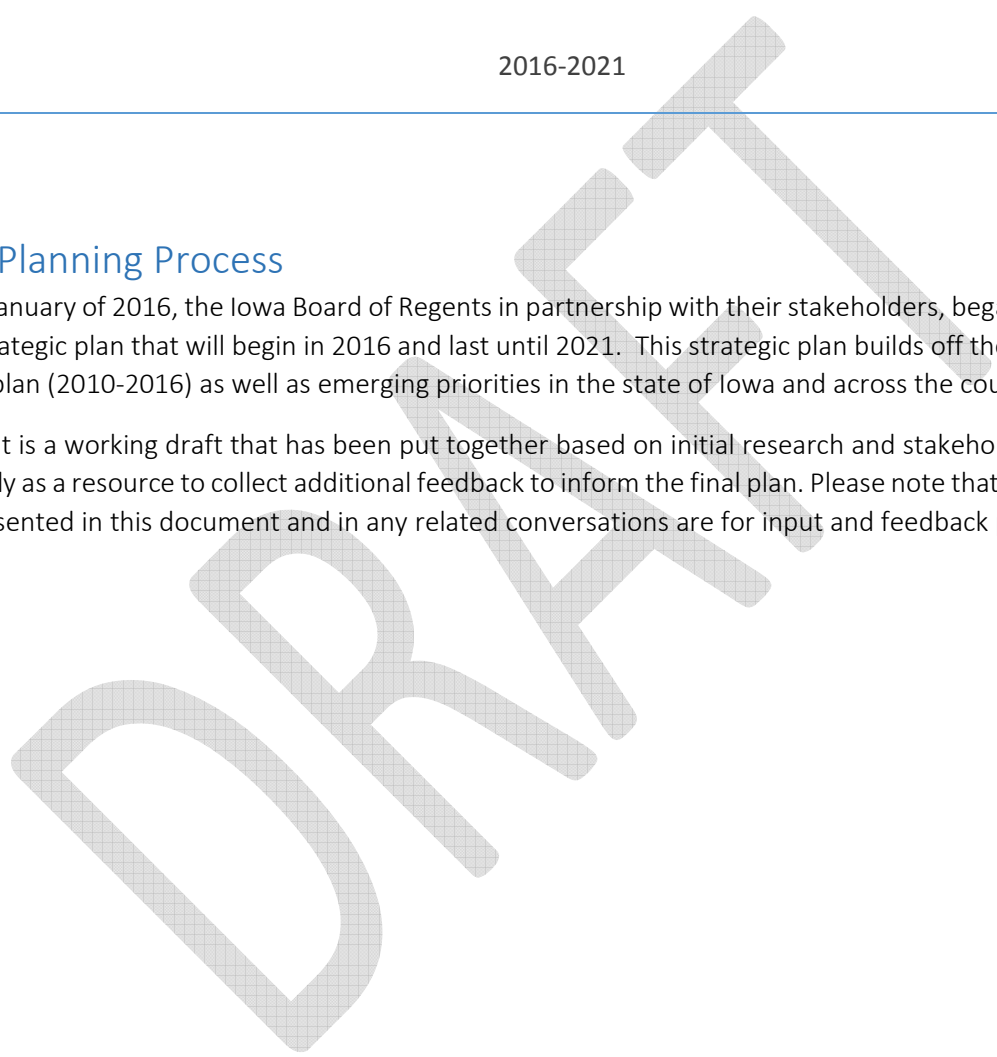 2016-2021
Planning Process
anuary of 2016, the Iowa Board of Regents in partnership with their stakeholders, bega
ategic plan that will begin in 2016 and last until 2021. This strategic plan builds off the
plan (2010-2016) as well as emerging priorities in the state of Iowa and across the cou
t is a working draft that has been put together based on initial research and stakeho
ly as a resource to collect additional feedback to inform the final plan. Please note that
sented in this document and in any related conversations are for input and feedback
DRAFT